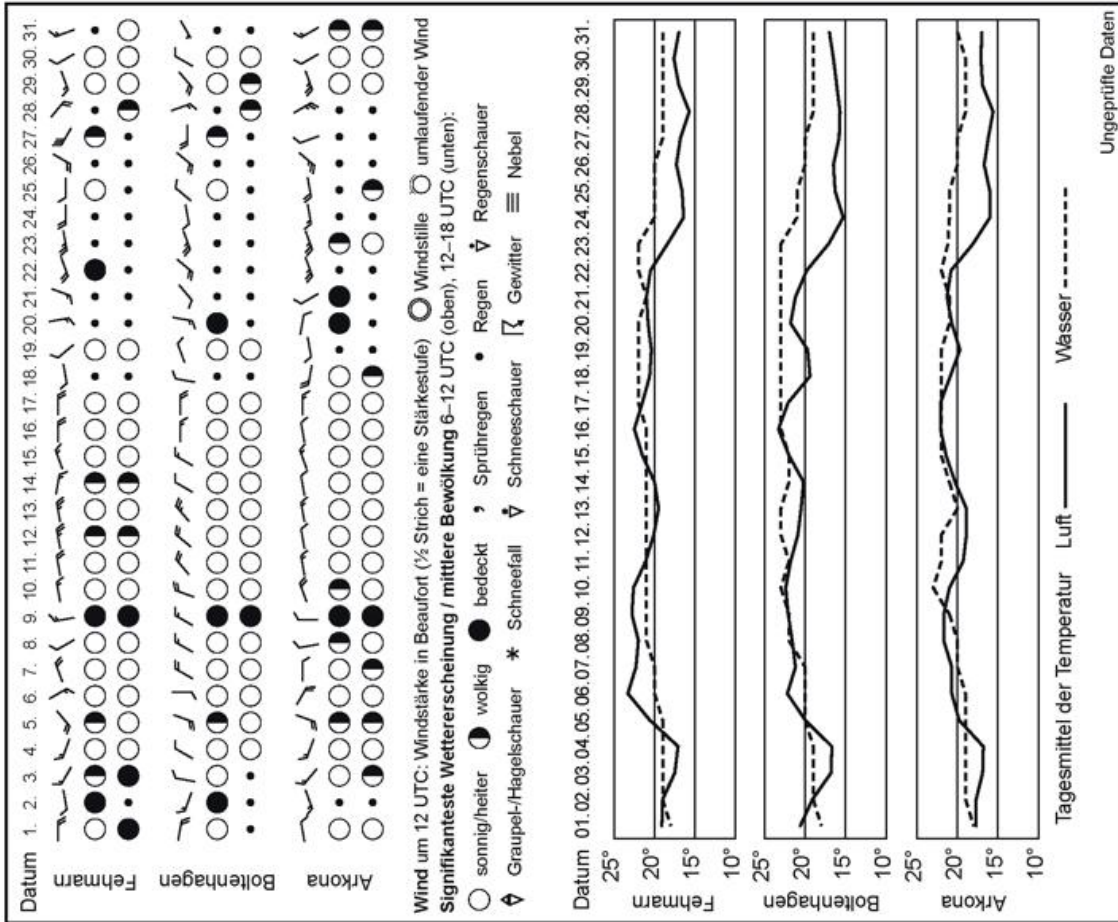 Datum 1. 2. 3. 4. 5. 6. 7. 8. 9. 10. 11. 12. 13. 14. 15. 16. 17. 18. 19. 20. 21. 22. 23. 24. 25. 26. 27. 28. 29. 30. 31.
Fehmarn
Boltenhagen
Arkona
Wind um 12 UTC: Windstärke in Beaufort (½ Strich = eine Stärkestufe) Windstille umlaufender Wind
Signifikanteste Wettererscheinung / mittlere Bewölkung 6–12 UTC (oben), 12–18 UTC (unten):
sonnig/heiter wolkig bedeckt Sprühregen Regen Regenschauer
Graupel-/Hagelschauer Schneefall Schneeschauer Gewitter Nebel
Datum 01. 02. 03. 04. 05. 06. 07. 08. 09. 10. 11. 12. 13. 14. 15. 16. 17. 18. 19. 20. 21. 22. 23. 24. 25. 26. 27. 28. 29. 30. 31.
Fehmarn
25°
20°
15°
10°
Boltenhagen
25°
20°
15°
10°
Arkona
25°
20°
15°
10°
Tagesmittel der Temperatur Luft Wasser
Ungeprüfte Daten